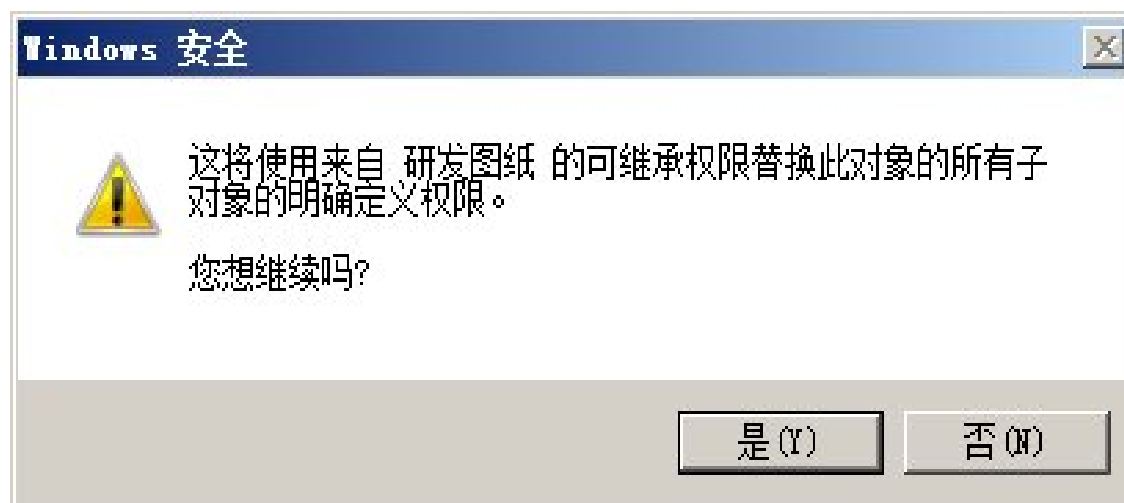 Windows 安全
这将使用来自 研发图纸 的可继承权限替换此对象的所有子
对象的明确定义权限。
您想继续吗?
是(Y)
否(N)